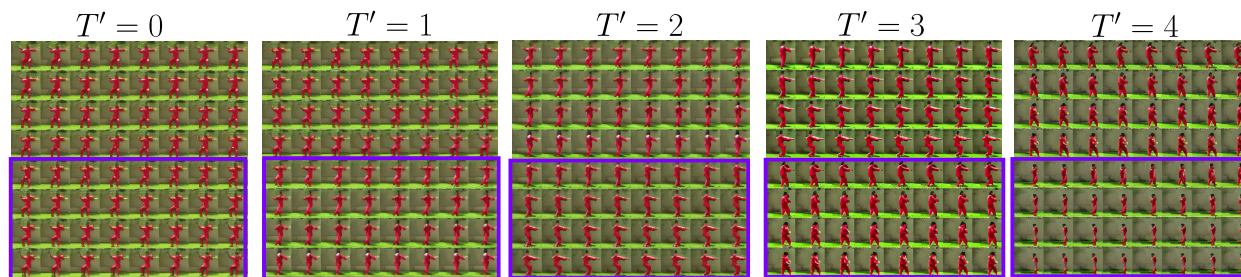 T′ = 0
T′ = 1
T′ = 2
T′ = 3
T′ = 4